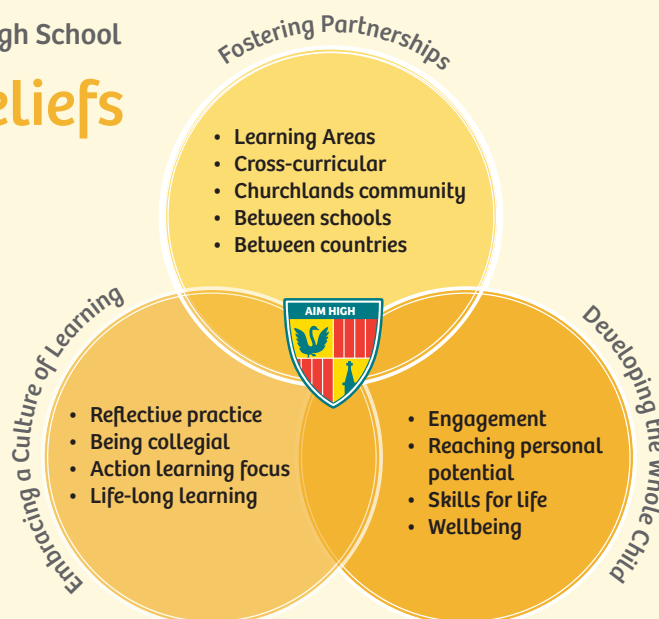 gh School
eliefs
Fostering Partnerships
• Learning Areas
• Cross-curricular
• Churchlands community
• Between schools
• Between countries
AIM HIGH
Embracing a Culture of Learning
• Reflective practice
• Being collegial
• Action learning focus
• Life-long learning
Developing the Whole Child
• Engagement
• Reaching personal
potential
• Skills for life
• Wellbeing